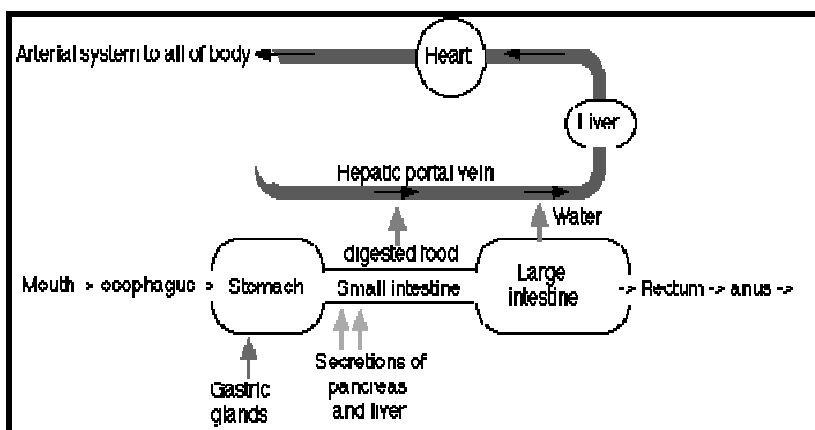 Arterial system to all of body
Heart
Liver
Hepatic portal vein
Water
digested food
Mouth > oesophagus > Stomach
Small intestine
Large
intestine
-> Rectum -> anus ->
Gastric
glands
Secretions of
pancreas
and liver